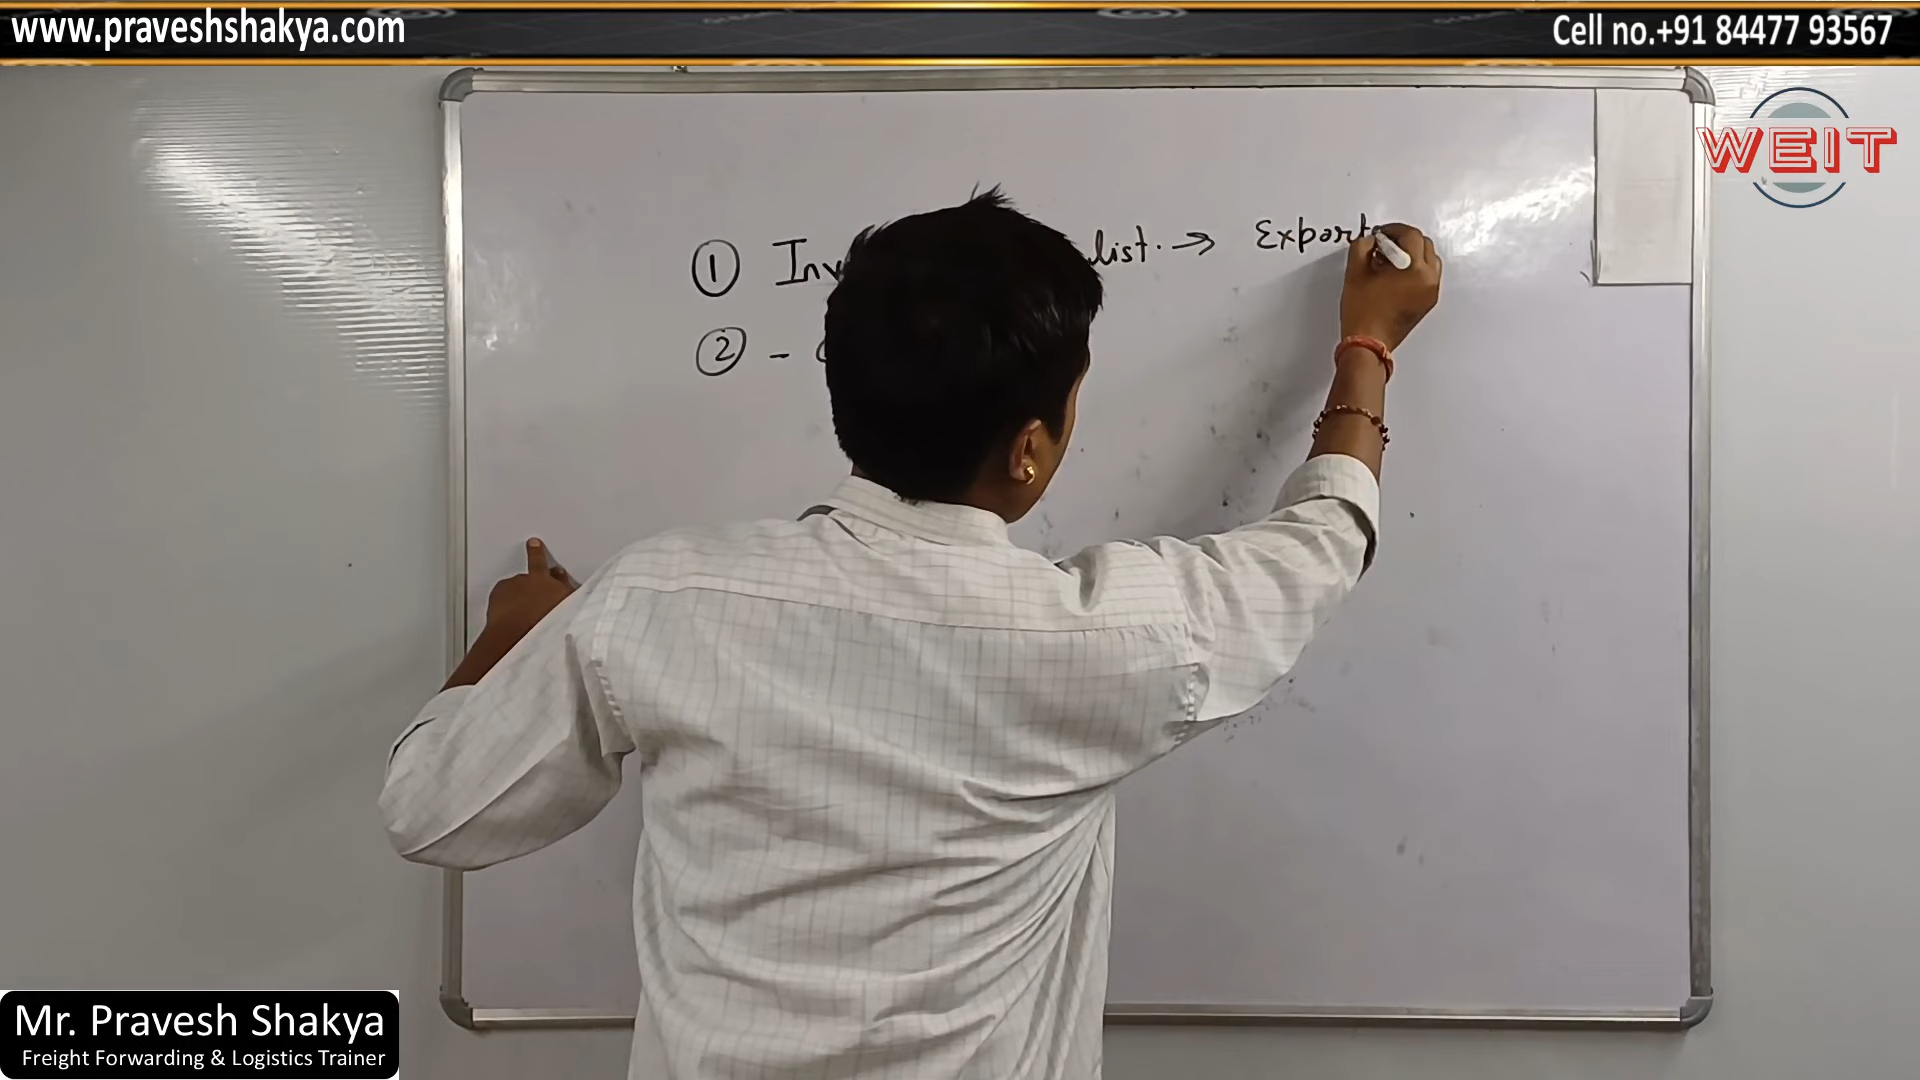 www.praveshshakya.com
Cell no.+91 84477 93567
WEIT
① Inv list. → Exporte
② -
Mr. Pravesh Shakya
Freight Forwarding & Logistics Trainer